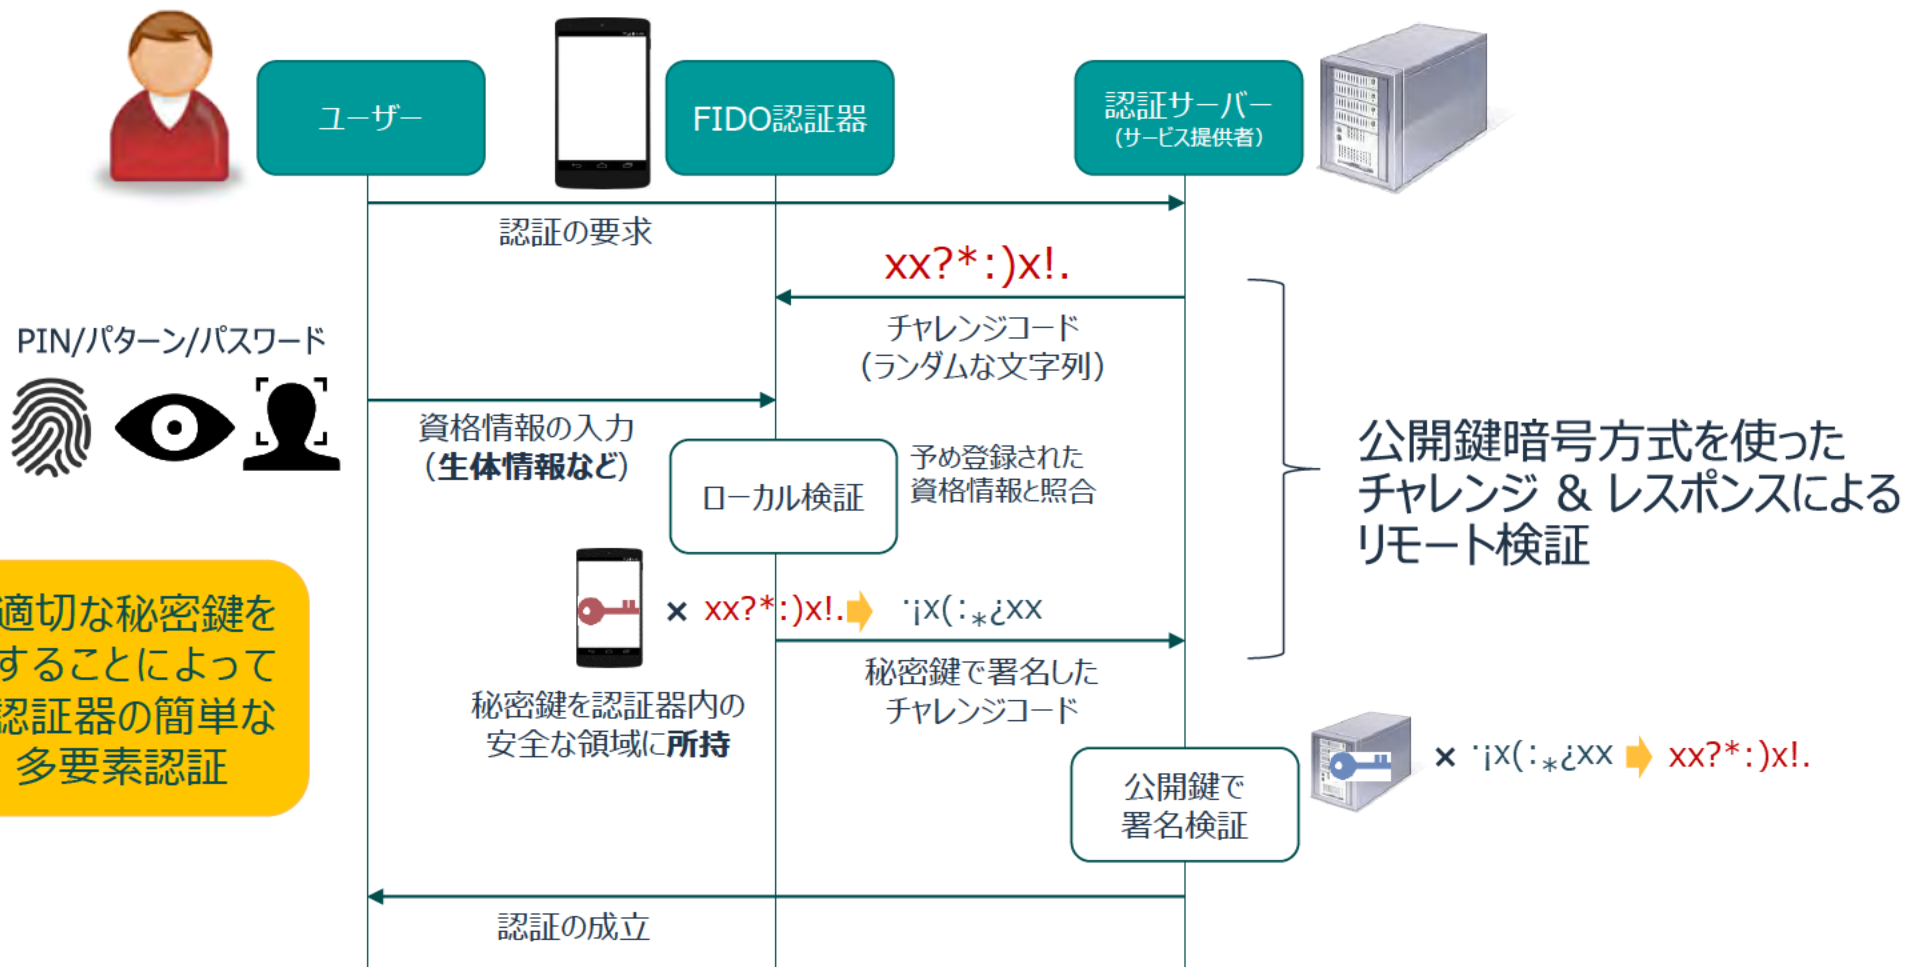 ユーザー
FIDO認証器
認証サーバー
(サービス提供者)
認証の要求
xx?*:)x!.
チャレンジコード
(ランダムな文字列)
PIN/パターン/パスワード
資格情報の入力
(生体情報など)
ローカル検証
予め登録された
資格情報と照合
公開鍵暗号方式を使った
チャレンジ & レスポンスによる
リモート検証
× xx?*:)x!. ·¡x(:*¿xx
秘密鍵で署名した
チャレンジコード
秘密鍵を認証器内の
安全な領域に所持
適切な秘密鍵を
することによって
認証器の簡単な
多要素認証
公開鍵で
署名検証
× ·¡x(:*¿xx xx?*:)x!.
認証の成立